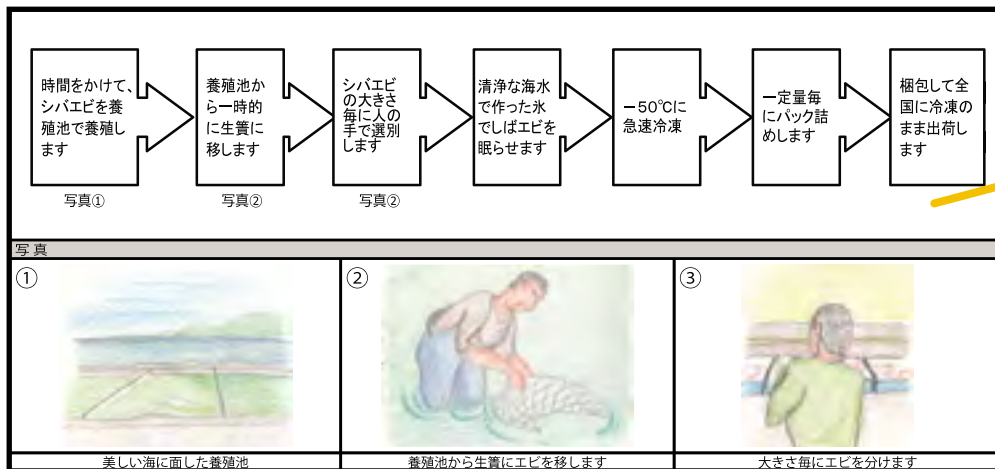 時間をかけて、
シバエビを養
殖池で養殖し
ます
養殖池か
ら一時的
に生簀に
移します
シバエビ
の大きさ
毎に人の
手で選別
します
清浄な海水
で作った氷
でしばエビを
眠らせます
－50℃に
急速冷凍
一定量毎
にパック詰
めします
梱包して全
国に冷凍の
まま出荷し
ます
写真①
写真②
写真②
写真
①
②
③
美しい海に面した養殖池
養殖池から生簀にエビを移します
大きさ毎にエビを分けます